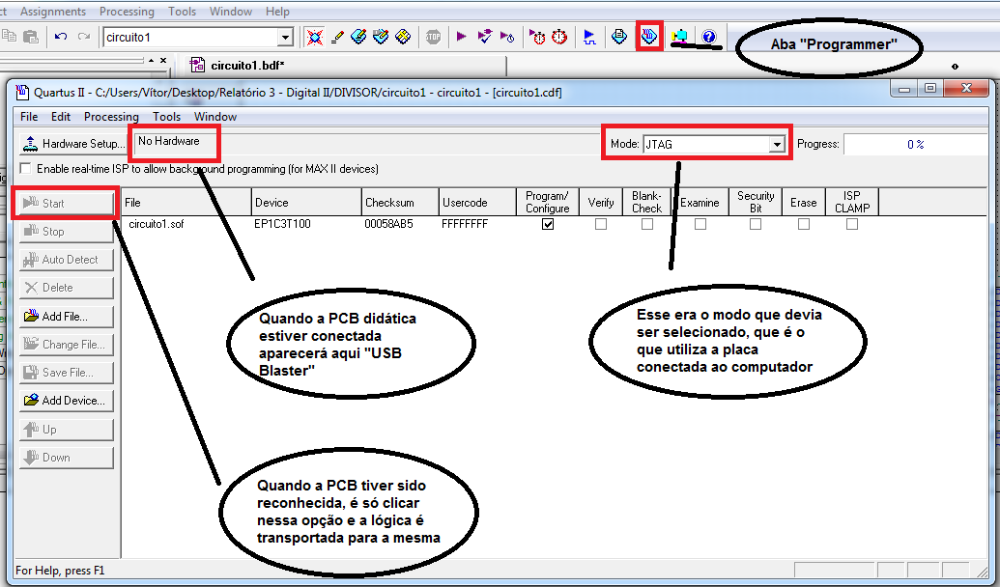 Assignments Processing Tools Window Help
circuito1
STOP
Aba "Programmer"
circuito1.bdf*
Quartus II - C:/Users/Vítor/Desktop/Relatório 3 - Digital II/DIVISOR/circuito1 - circuito1 - [circuito1.cdf]
File Edit Processing Tools Window
Hardware Setup...
No Hardware
Mode: JTAG
Progress: 0 %
Enable real-time ISP to allow background programming (for MAX II devices)
Start
Stop
Auto Detect
Delete
Add File...
Change File...
Save File...
Add Device...
Up
Down
File Device Checksum Usercode Program/ Configure Verify Blank- Check Examine Security Bit Erase ISP CLAMP
circuito1.sof EP1C3T100 00058AB5 FFFFFFFF
Quando a PCB didática
estiver conectada
aparecerá aqui "USB
Blaster"
Esse era o modo que devia
ser selecionado, que é o
que utiliza a placa
conectada ao computador
Quando a PCB tiver sido
reconhecida, é só clicar
nessa opção e a lógica é
transportada para a mesma
For Help, press F1